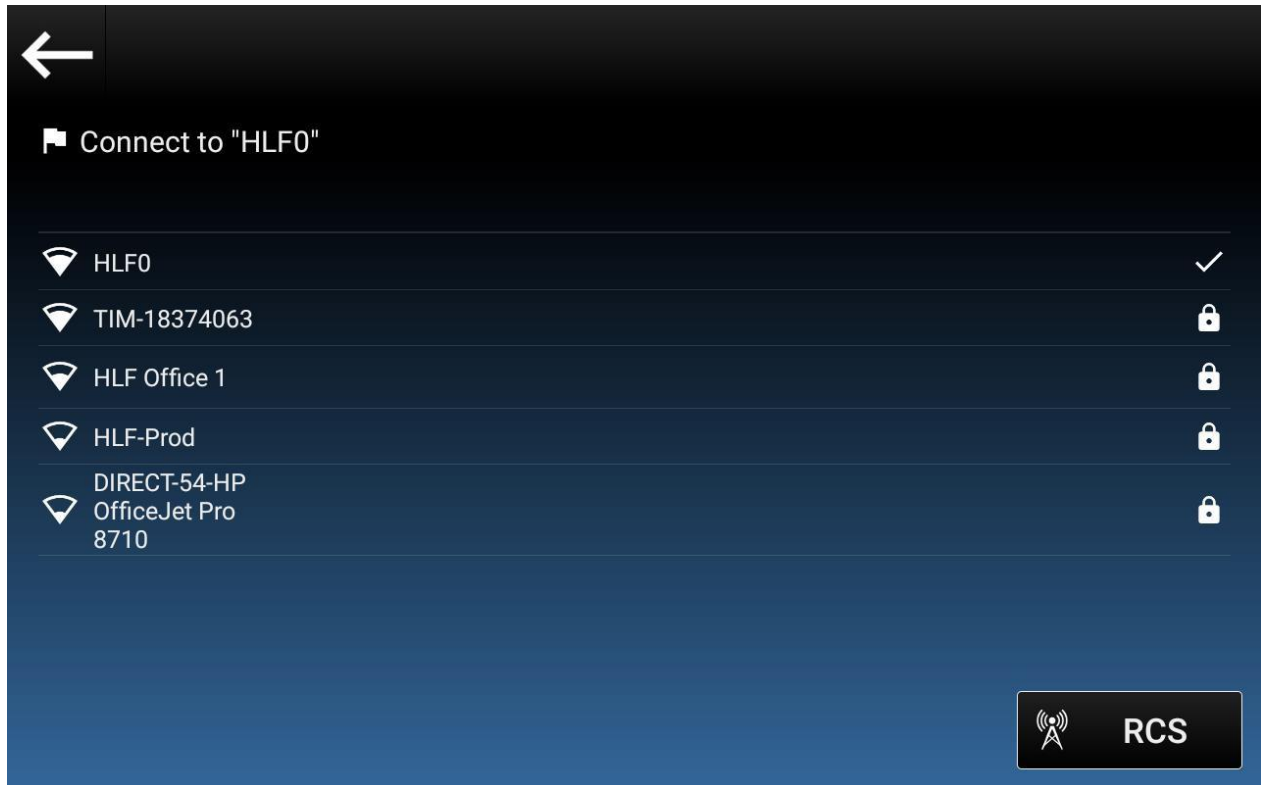 Connect to "HLF0"
HLF0
TIM-18374063
HLF Office 1
HLF-Prod
DIRECT-54-HP
OfficeJet Pro
8710
RCS